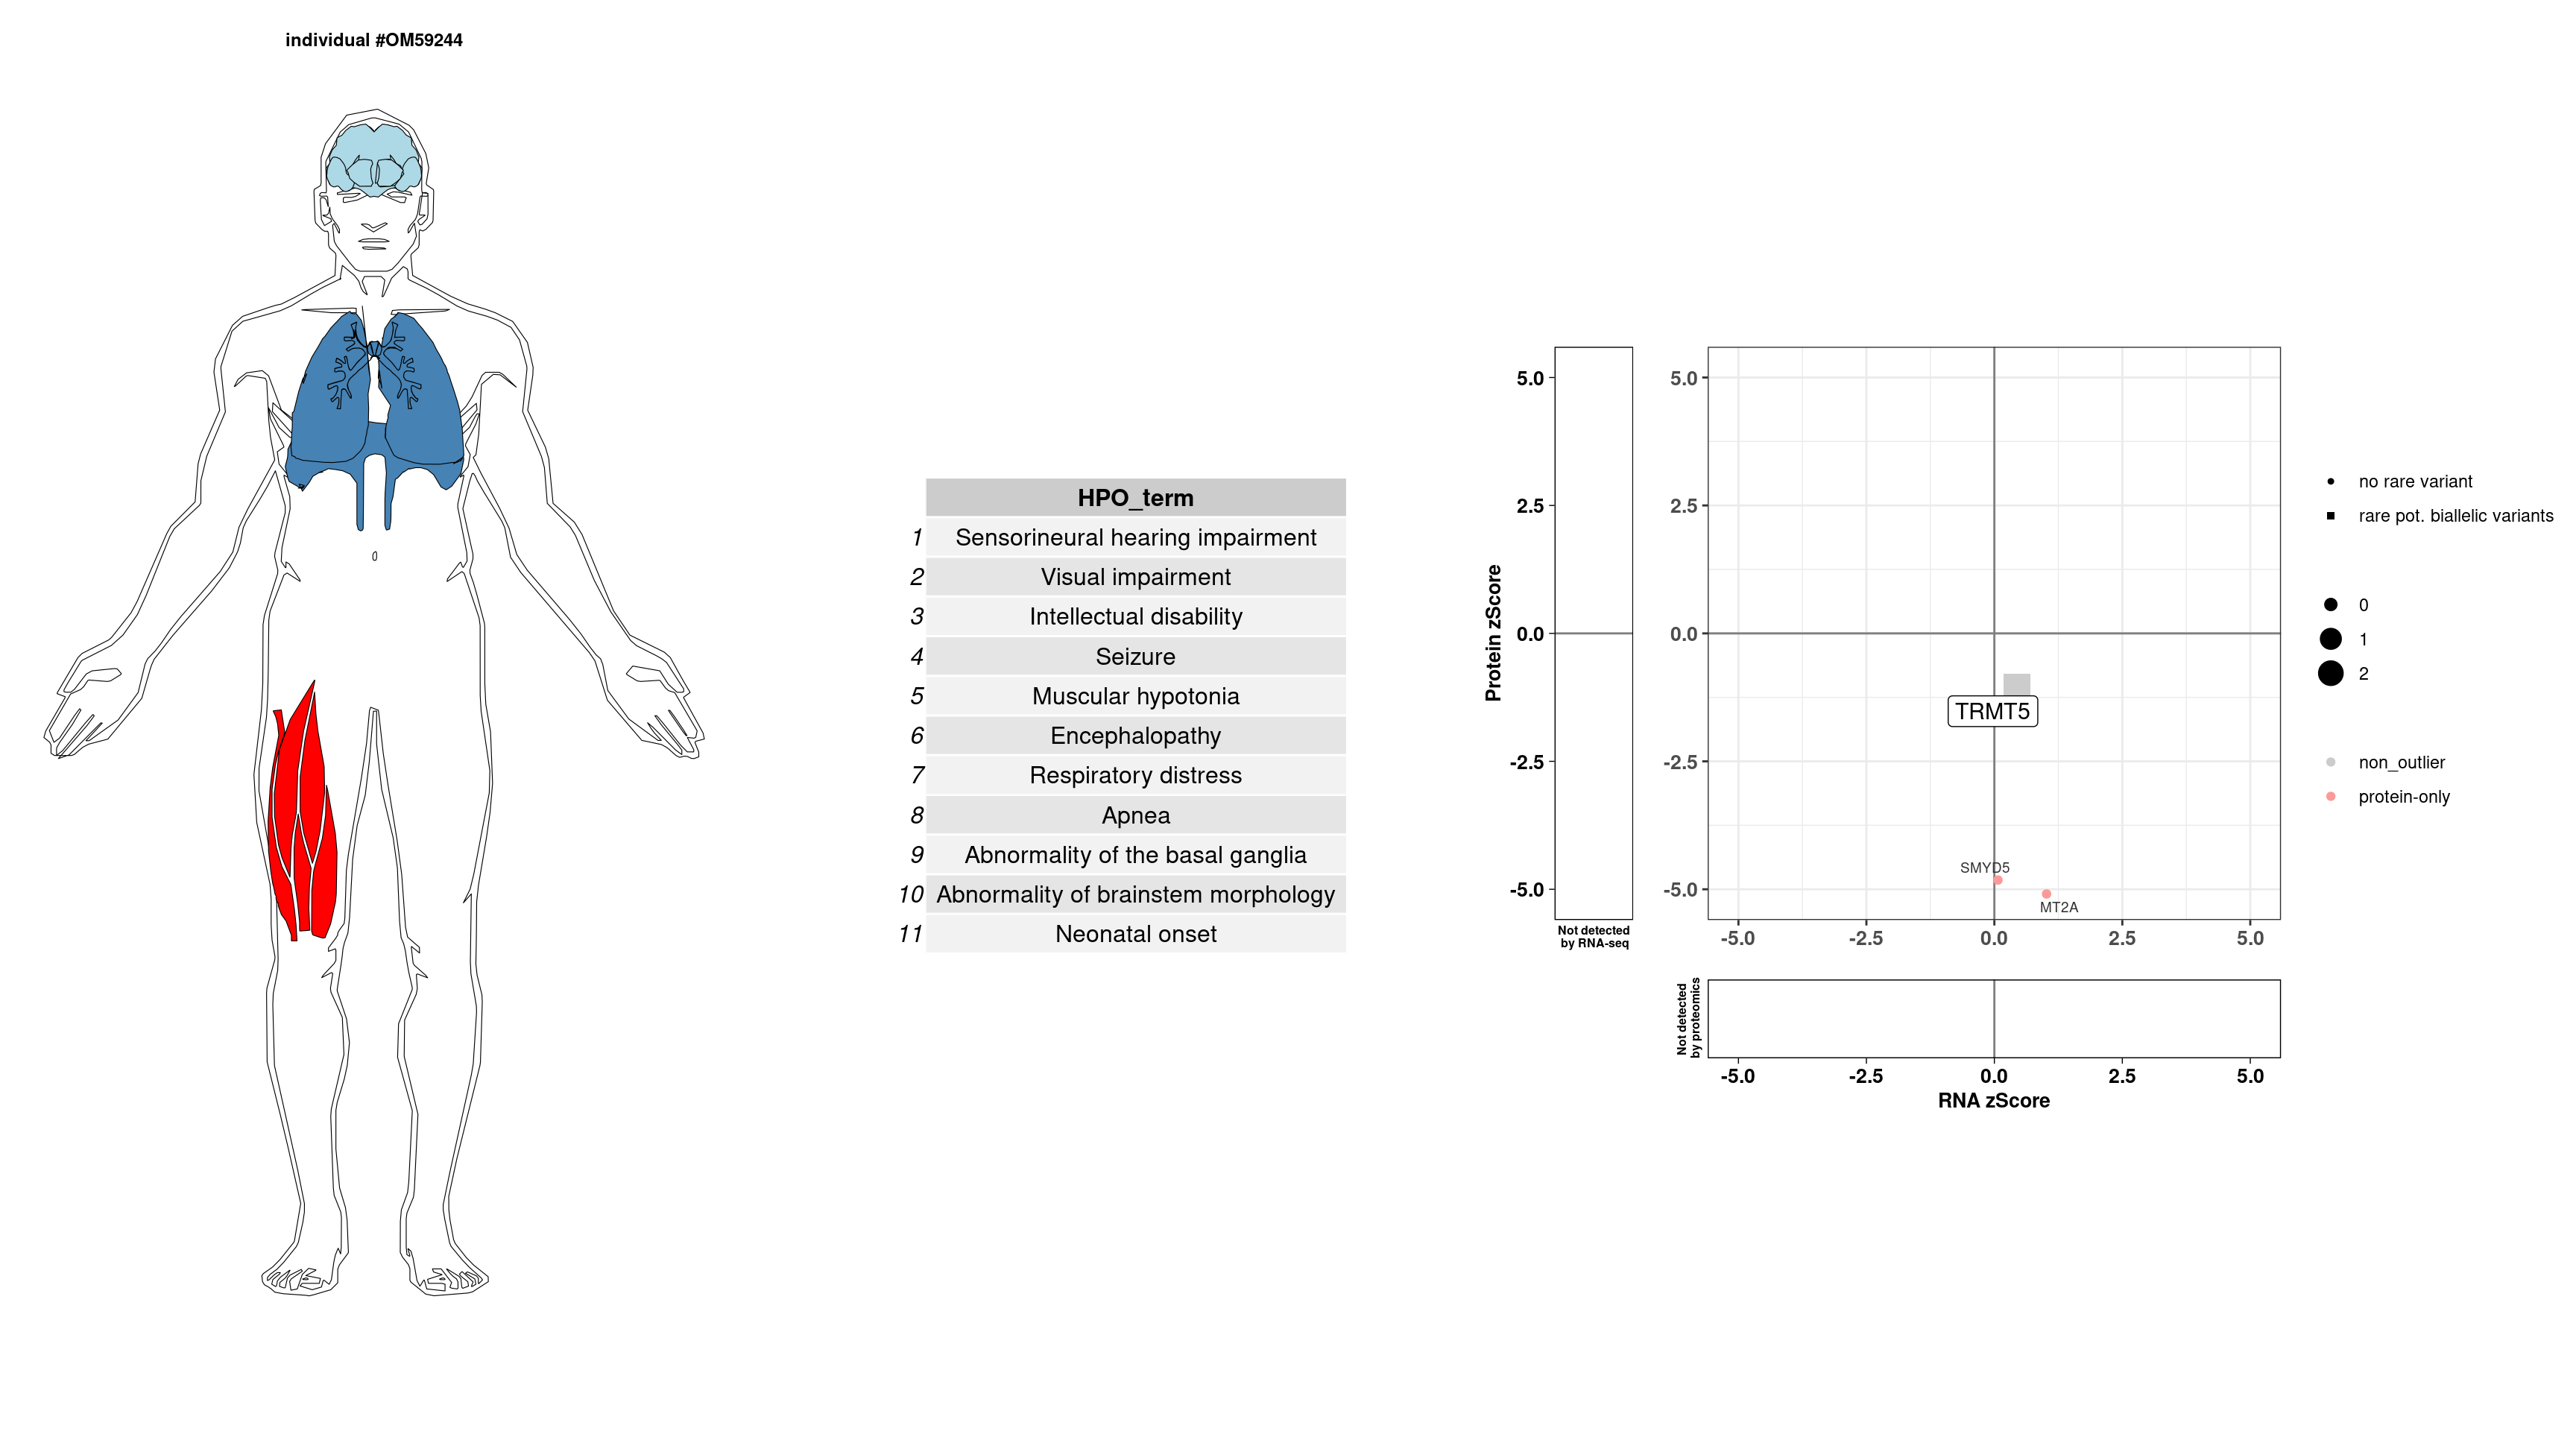 individual #OM59244
HPO_term
1 Sensorineural hearing impairment
2 Visual impairment
3 Intellectual disability
4 Seizure
5 Muscular hypotonia
6 Encephalopathy
7 Respiratory distress
8 Apnea
9 Abnormality of the basal ganglia
10 Abnormality of brainstem morphology
11 Neonatal onset
Protein zScore
5.0
2.5
0.0
-2.5
-5.0
Not detected
by RNA-seq
5.0
2.5
0.0
-2.5
-5.0
TRMT5
SMYD5
MT2A
-5.0 -2.5 0.0 2.5 5.0
Not detected
by proteomics
-5.0 -2.5 0.0 2.5 5.0
RNA zScore
no rare variant
rare pot. biallelic variants
0
1
2
non_outlier
protein-only